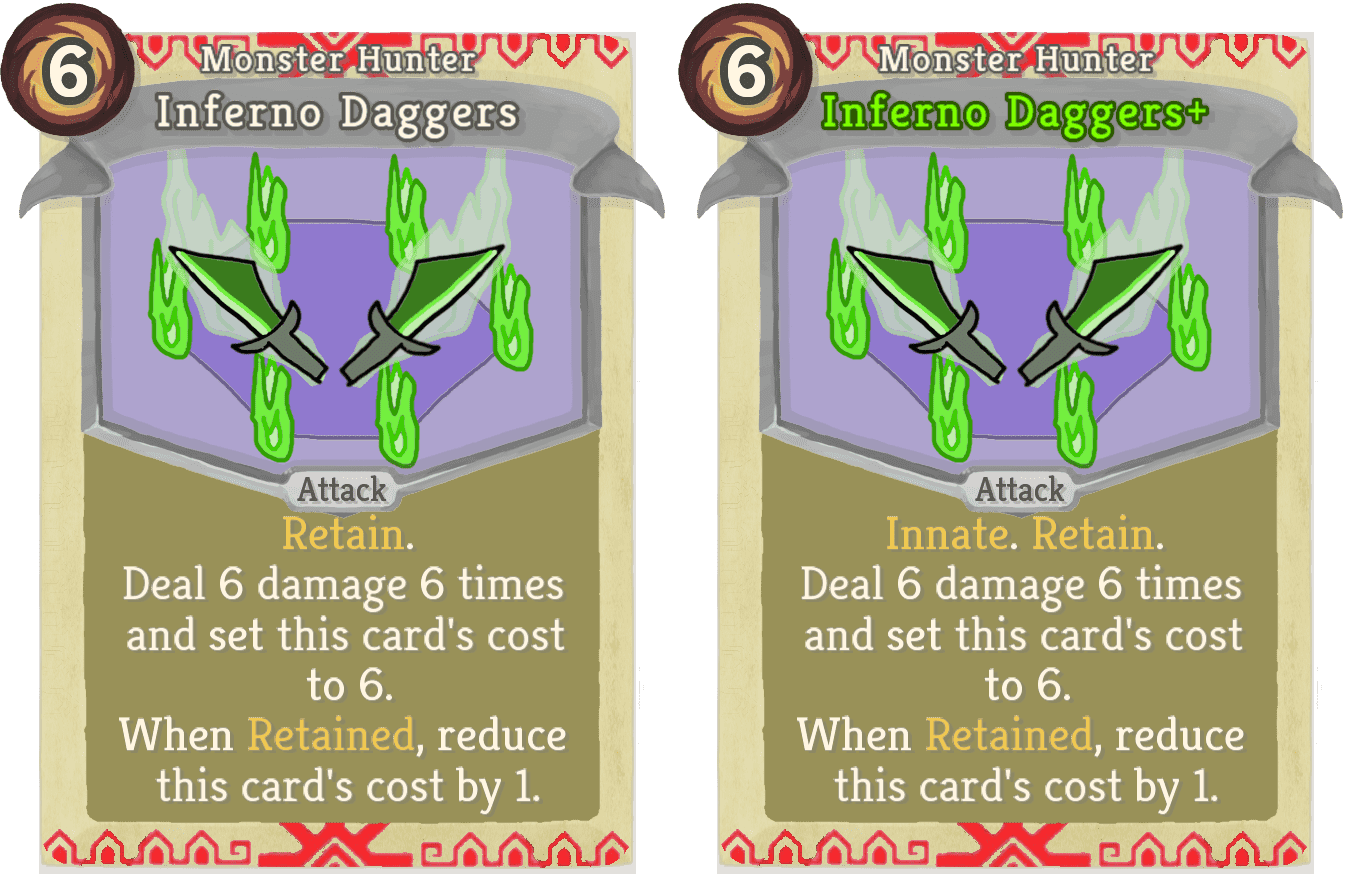 6
Monster Hunter
Inferno Daggers
Attack
Retain.
Deal 6 damage 6 times
and set this card's cost
to 6.
When Retained, reduce
this card's cost by 1.
6
Monster Hunter
Inferno Daggers+
Attack
Innate. Retain.
Deal 6 damage 6 times
and set this card's cost
to 6.
When Retained, reduce
this card's cost by 1.